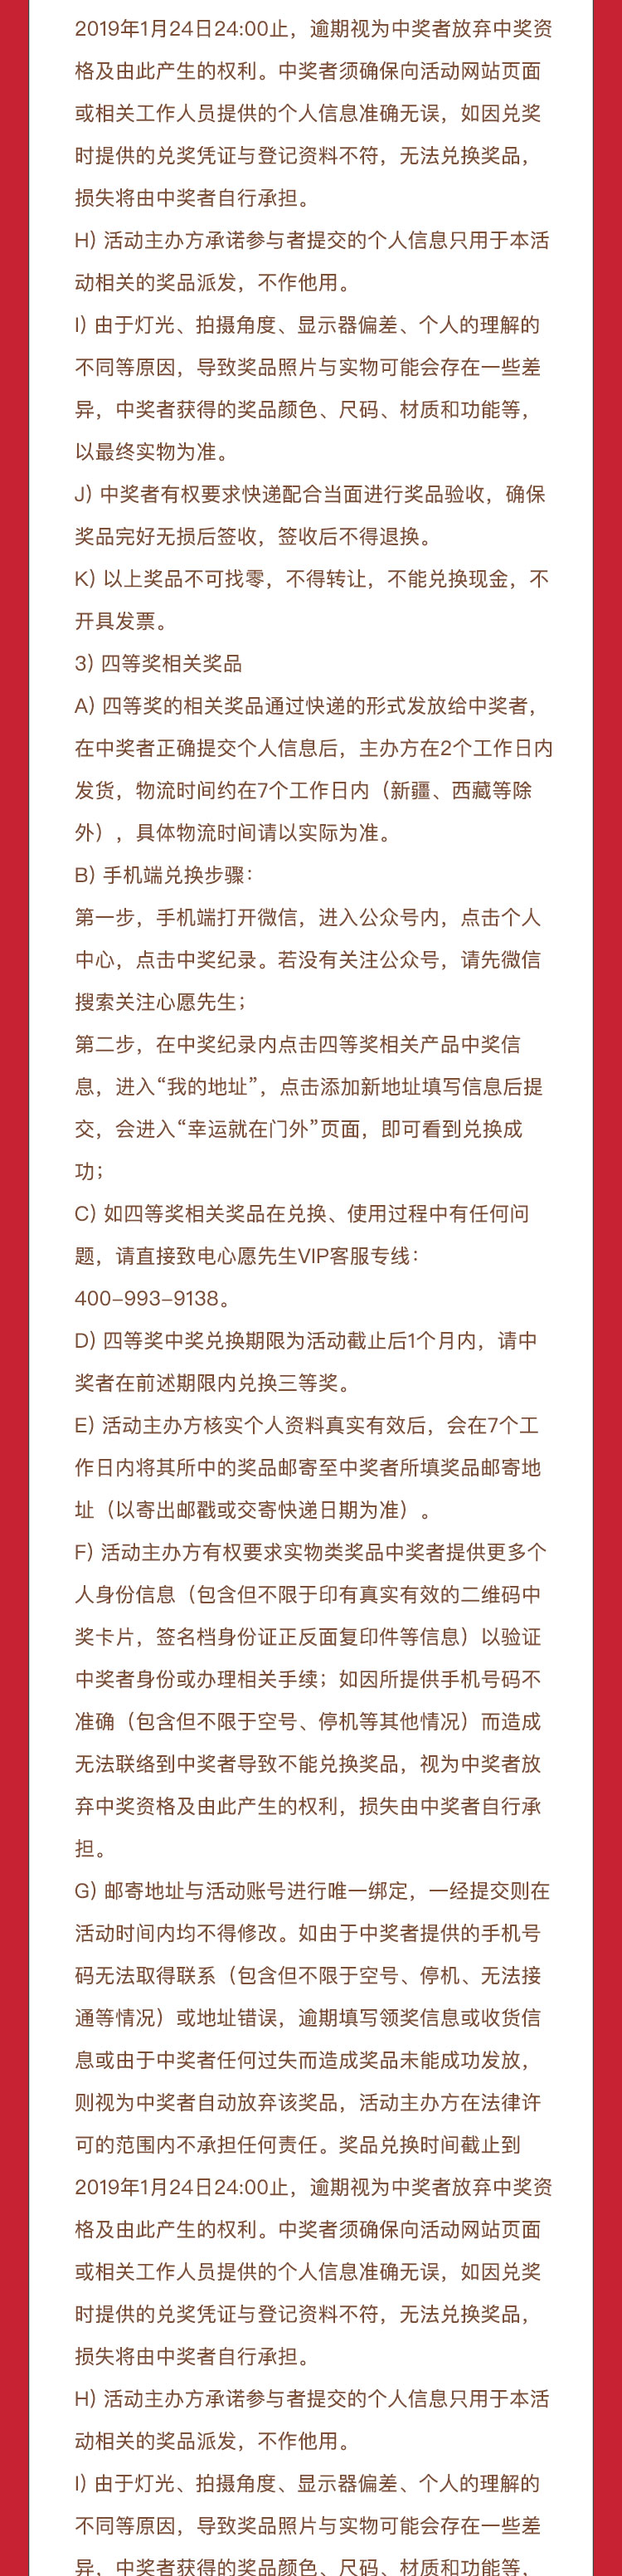 2019年1月24日24:00止，逾期视为中奖者放弃中奖资
格及由此产生的权利。中奖者须确保向活动网站页面
或相关工作人员提供的个人信息准确无误，如因兑奖
时提供的兑奖凭证与登记资料不符，无法兑换奖品，
损失将由中奖者自行承担。
H) 活动主办方承诺参与者提交的个人信息只用于本活
动相关的奖品派发，不作他用。
I) 由于灯光、拍摄角度、显示器偏差、个人的理解的
不同等原因，导致奖品照片与实物可能会存在一些差
异，中奖者获得的奖品颜色、尺码、材质和功能等，
以最终实物为准。
J) 中奖者有权要求快递配合当面进行奖品验收，确保
奖品完好无损后签收，签收后不得退换。
K) 以上奖品不可找零，不得转让，不能兑换现金，不
开具发票。
3) 四等奖相关奖品
A) 四等奖的相关奖品通过快递的形式发放给中奖者，
在中奖者正确提交个人信息后，主办方在2个工作日内
发货，物流时间约在7个工作日内（新疆、西藏等除
外），具体物流时间请以实际为准。
B) 手机端兑换步骤：
第一步，手机端打开微信，进入公众号内，点击个人
中心，点击中奖纪录。若没有关注公众号，请先微信
搜索关注心愿先生；
第二步，在中奖纪录内点击四等奖相关产品中奖信
息，进入“我的地址”，点击添加新地址填写信息后提
交，会进入“幸运就在门外”页面，即可看到兑换成
功；
C) 如四等奖相关奖品在兑换、使用过程中有任何问
题，请直接致电心愿先生VIP客服专线：
400–993–9138。
D) 四等奖中奖兑换期限为活动截止后1个月内，请中
奖者在前述期限内兑换三等奖。
E) 活动主办方核实个人资料真实有效后，会在7个工
作日内将其所中的奖品邮寄至中奖者所填奖品邮寄地
址（以寄出邮戳或交寄快递日期为准）。
F) 活动主办方有权要求实物类奖品中奖者提供更多个
人身份信息（包含但不限于印有真实有效的二维码中
奖卡片，签名档身份证正反面复印件等信息）以验证
中奖者身份或办理相关手续；如因所提供手机号码不
准确（包含但不限于空号、停机等其他情况）而造成
无法联络到中奖者导致不能兑换奖品，视为中奖者放
弃中奖资格及由此产生的权利，损失由中奖者自行承
担。
G) 邮寄地址与活动账号进行唯一绑定，一经提交则在
活动时间内均不得修改。如由于中奖者提供的手机号
码无法取得联系（包含但不限于空号、停机、无法接
通等情况）或地址错误，逾期填写领奖信息或收货信
息或由于中奖者任何过失而造成奖品未能成功发放，
则视为中奖者自动放弃该奖品，活动主办方在法律许
可的范围内不承担任何责任。奖品兑换时间截止到
2019年1月24日24:00止，逾期视为中奖者放弃中奖资
格及由此产生的权利。中奖者须确保向活动网站页面
或相关工作人员提供的个人信息准确无误，如因兑奖
时提供的兑奖凭证与登记资料不符，无法兑换奖品，
损失将由中奖者自行承担。
H) 活动主办方承诺参与者提交的个人信息只用于本活
动相关的奖品派发，不作他用。
I) 由于灯光、拍摄角度、显示器偏差、个人的理解的
不同等原因，导致奖品照片与实物可能会存在一些差
异，中奖者获得的奖品颜色、尺码、材质和功能等，